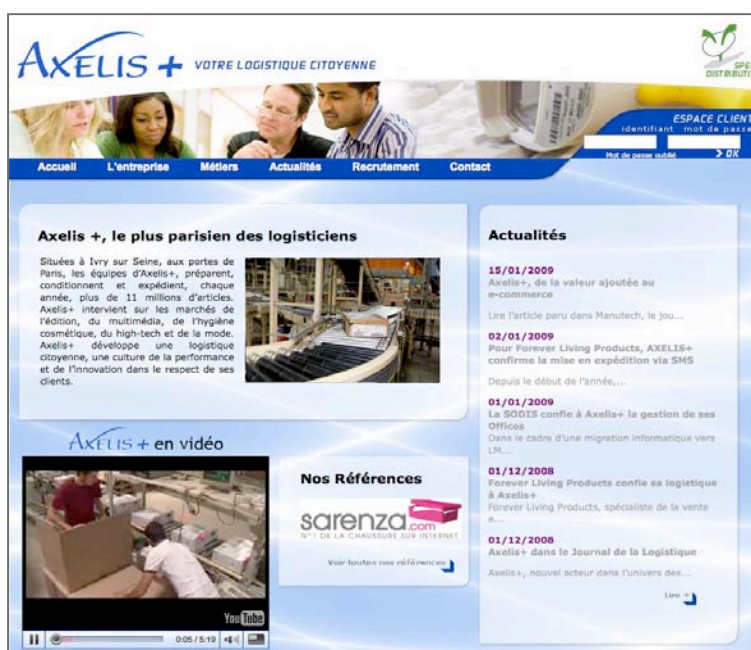 AXELIS + VOTRE LOGISTIQUE CITOYENNE
ESPACE CLIENT
identifiant mot de passe
Mot de passe oublié > OK
Accueil L'entreprise Métiers Actualités Recrutement Contact
Axelis +, le plus parisien des logisticiens
Situées à Ivry sur Seine, aux portes de
Paris, les équipes d'Axelis+, préparent,
conditionnent et expédient, chaque
année, plus de 11 millions d'articles.
Axelis+ intervient sur les marchés de
l'édition, du multimédia, de l'hygiène
cosmétique, du high-tech et de la mode.
Axelis+ développe une logistique
citoyenne, une culture de la performance
et de l'innovation dans le respect de ses
clients.
AXELIS + en vidéo
YouTube
0:05 / 5:19
Nos Références
sarenza.com
N°1 DE LA CHAUSSURE SUR INTERNET
Voir toutes nos références
Actualités
15/01/2009
Axelis+, de la valeur ajoutée au
e-commerce
Lire l'article paru dans Manutech, le jou...
02/01/2009
Pour Forever Living Products, AXELIS+
confirme la mise en expédition via SMS
Depuis le début de l'année,...
01/01/2009
La SODIS confie à Axelis+ la gestion de ses
Offices
Dans le cadre d'une migration informatique vers
LM...
01/12/2008
Forever Living Products confie sa logistique
à Axelis+
Forever Living Products, spécialiste de la vente
a...
01/12/2008
Axelis+ dans le Journal de la Logistique
Axelis+, nouvel acteur dans l'univers des...
Lire +